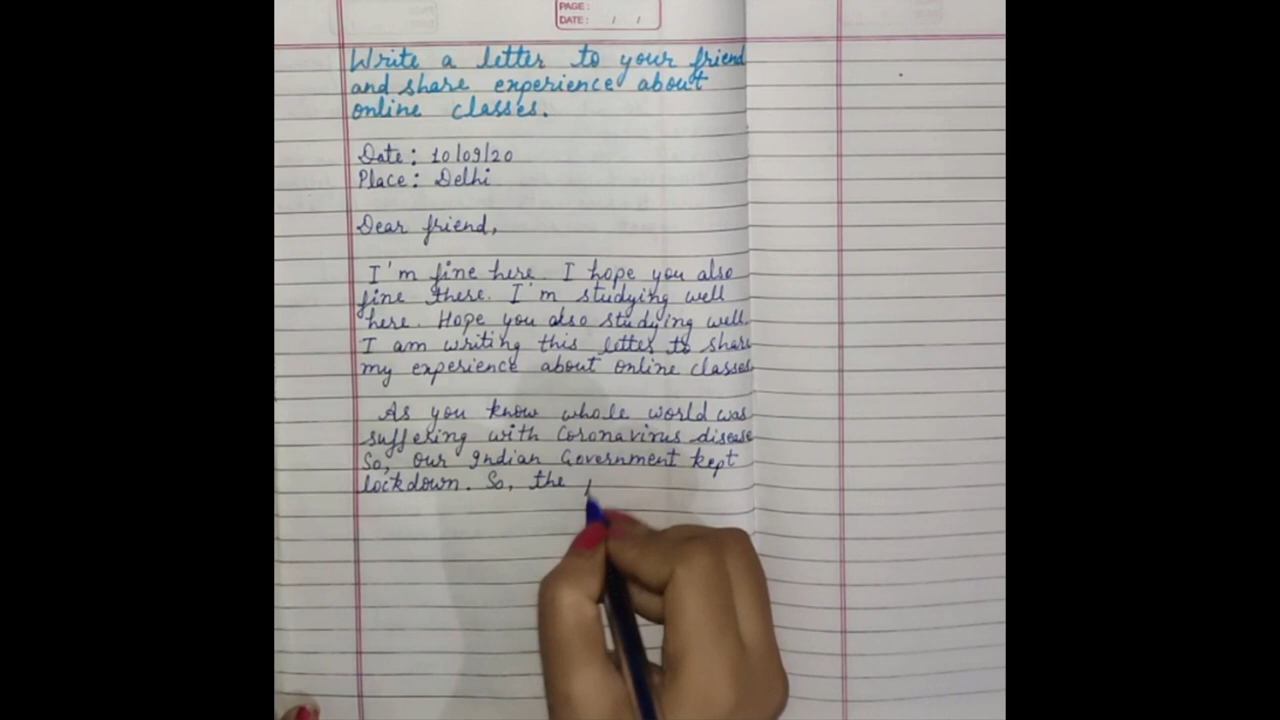 PAGE :
DATE : / /
Write a letter to your friend
and share experience about
online classes.
Date : 10/09/20
Place : Delhi
Dear friend,
I'm fine here. I hope you also
fine there. I'm studying well
here. Hope you also studying well.
I am writing this letter to share
my experience about online classes.
As you know whole world was
suffering with Coronavirus disease
So, our Indian Government kept
lockdown. So, the